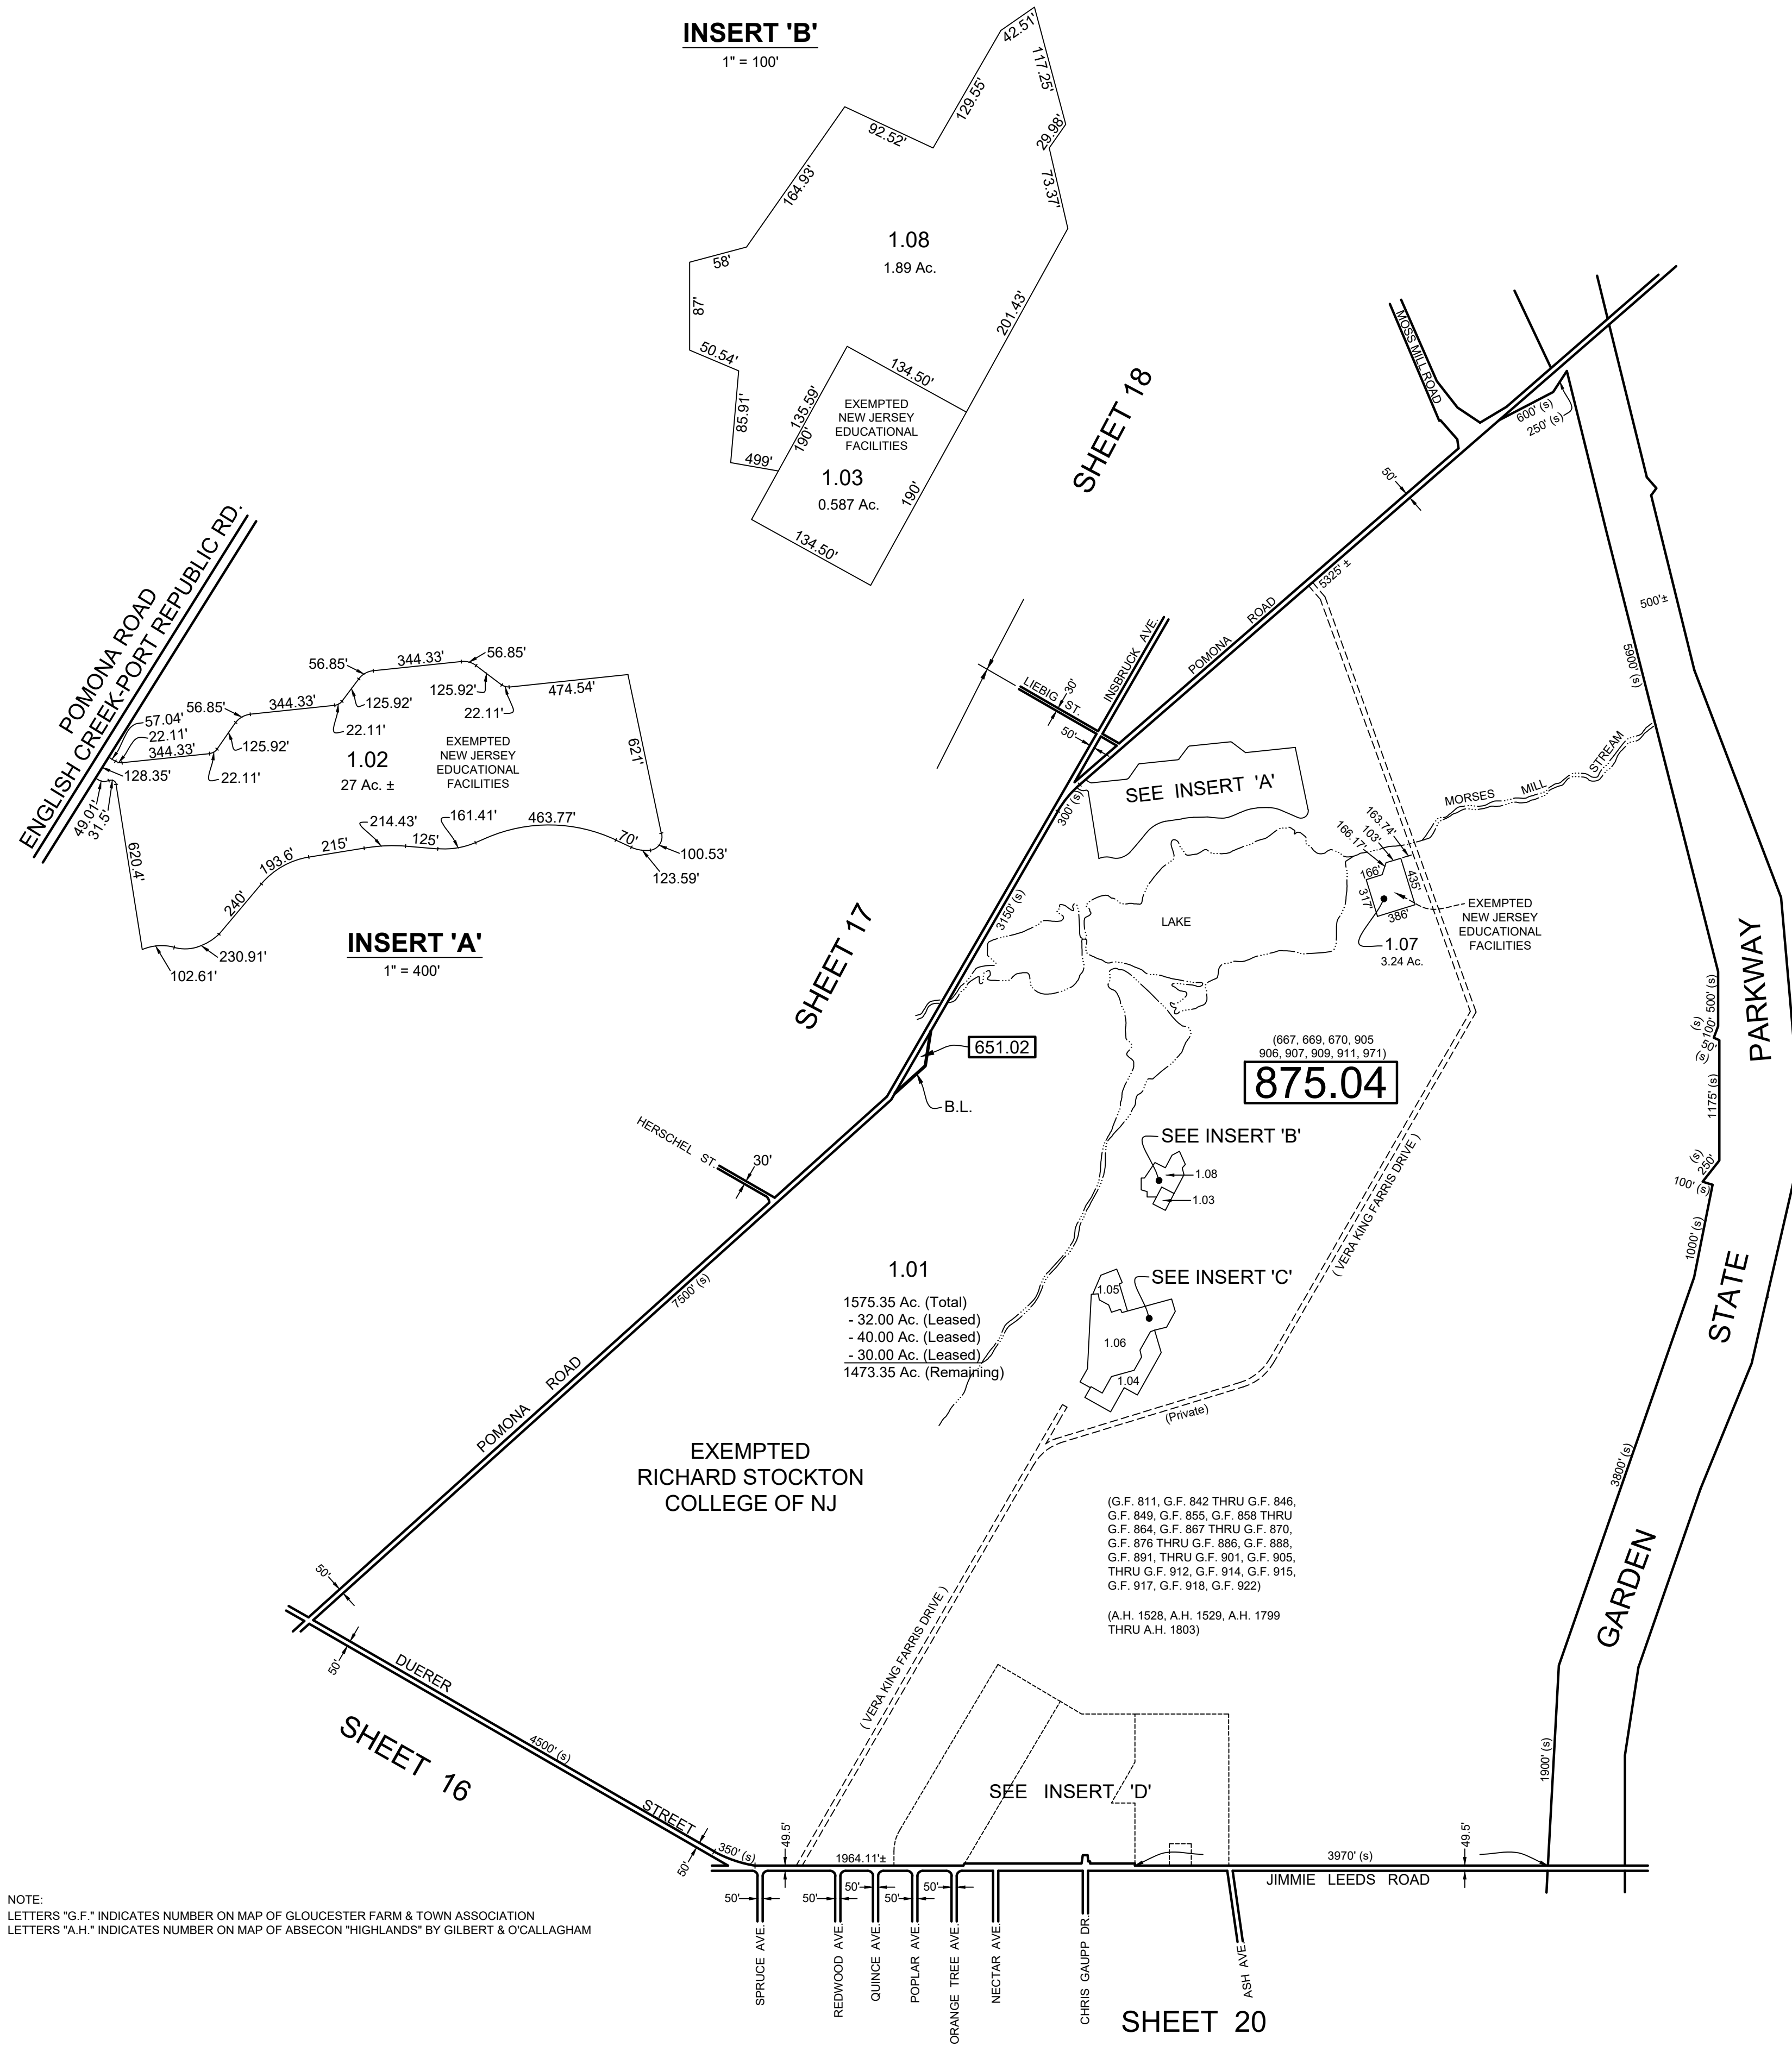 INSERT 'B'
1" = 100'
42.51'
117.25'
129.55'
92.52'
29.98'
73.37'
164.93'
1.08
1.89 Ac.
58'
87'
50.54'
201.43'
134.50'
135.59'
190'
85.91'
499'
EXEMPTED
NEW JERSEY
EDUCATIONAL
FACILITIES
1.03
0.587 Ac.
190'
134.50'
SHEET 18
MOSS MILL ROAD
600' (s)
250' (s)
50'
5325' ±
500'±
5900' (s)
POMONA ROAD
ENGLISH CREEK-PORT REPUBLIC RD.
56.85'
344.33'
56.85'
125.92'
474.54'
22.11'
56.85'
344.33'
125.92'
22.11'
57.04'
22.11'
344.33'
125.92'
22.11'
128.35'
49.01'
31.5'
1.02
27 Ac. ±
EXEMPTED
NEW JERSEY
EDUCATIONAL
FACILITIES
621'
620.4'
214.43'
161.41'
463.77'
193.6'
215'
125'
70'
100.53'
123.59'
240'
230.91'
102.61'
INSERT 'A'
1" = 400'
LIEBIG ST.
30'
INSBRUCK AVE.
50'
POMONA ROAD
SEE INSERT 'A'
300' (s)
MORSES MILL STREAM
163.74'
103'
166.17'
166'
435'
317'
386'
EXEMPTED
NEW JERSEY
EDUCATIONAL
FACILITIES
1.07
3.24 Ac.
LAKE
3150' (s)
SHEET 17
651.02
B.L.
(667, 669, 670, 905
906, 907, 909, 911, 971)
875.04
500' (s)
100' (s)
50' (s)
1175' (s)
250' (s)
100' (s)
1000' (s)
3800' (s)
1900' (s)
GARDEN STATE PARKWAY
HERSCHEL ST.
30'
SEE INSERT 'B'
1.08
1.03
(VERA KING FARRIS DRIVE)
1.01
1575.35 Ac. (Total)
- 32.00 Ac. (Leased)
- 40.00 Ac. (Leased)
- 30.00 Ac. (Leased)
1473.35 Ac. (Remaining)
SEE INSERT 'C'
1.05
1.06
1.04
(Private)
7500' (s)
POMONA ROAD
EXEMPTED
RICHARD STOCKTON
COLLEGE OF NJ
(G.F. 811, G.F. 842 THRU G.F. 846,
G.F. 849, G.F. 855, G.F. 858 THRU
G.F. 864, G.F. 867 THRU G.F. 870,
G.F. 876 THRU G.F. 886, G.F. 888,
G.F. 891, THRU G.F. 901, G.F. 905,
THRU G.F. 912, G.F. 914, G.F. 915,
G.F. 917, G.F. 918, G.F. 922)
(A.H. 1528, A.H. 1529, A.H. 1799
THRU A.H. 1803)
(VERA KING FARRIS DRIVE)
50'
50'
DUERER STREET
4500' (s)
SHEET 16
50'
350' (s)
49.5'
1964.11'±
SEE INSERT 'D'
3970' (s)
49.5'
JIMMIE LEEDS ROAD
50'
50'
50'
50'
50'
SPRUCE AVE.
REDWOOD AVE.
QUINCE AVE.
POPLAR AVE.
ORANGE TREE AVE.
NECTAR AVE.
CHRIS GAUPP DR.
ASH AVE.
SHEET 20
NOTE:
LETTERS "G.F." INDICATES NUMBER ON MAP OF GLOUCESTER FARM & TOWN ASSOCIATION
LETTERS "A.H." INDICATES NUMBER ON MAP OF ABSECON "HIGHLANDS" BY GILBERT & O'CALLAGHAM